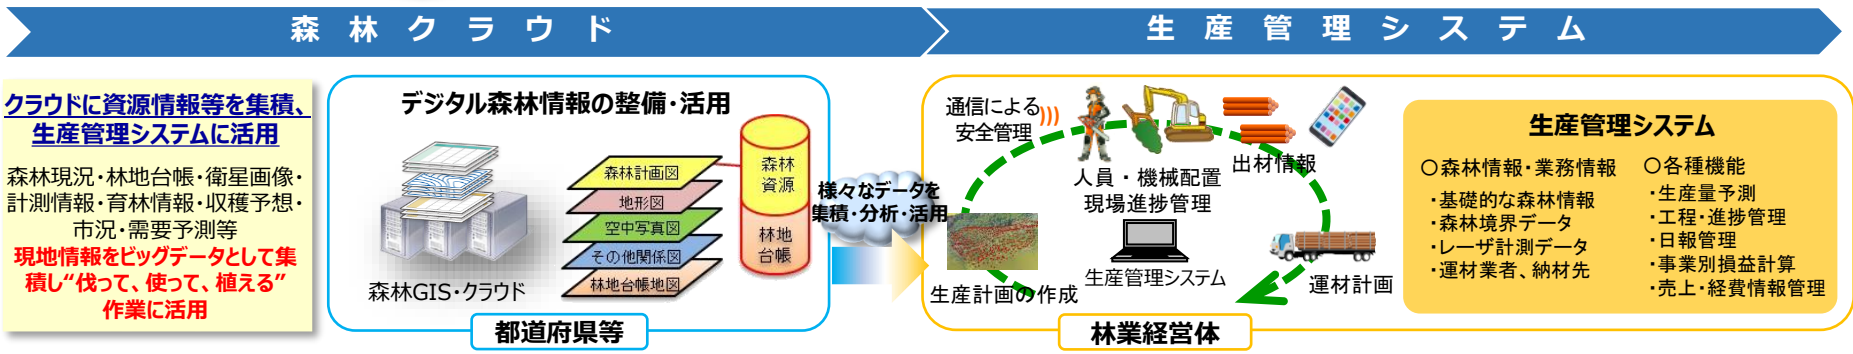 森林クラウド
生産管理システム
クラウドに資源情報等を集積、
生産管理システムに活用
森林現況・林地台帳・衛星画像・
計測情報・育林情報・収穫予想・
市況・需要予測等
現地情報をビッグデータとして集
積し“伐って、使って、植える”
作業に活用
デジタル森林情報の整備・活用
森林GIS・クラウド
森林計画図
地形図
空中写真図
その他関係図
林地台帳地図
森林
資源
林地
台帳
都道府県等
様々なデータを
集積・分析・活用
通信による
安全管理
人員・機械配置
現場進捗管理
出材情報
生産管理システム
生産計画の作成
運材計画
林業経営体
生産管理システム
○森林情報・業務情報
・基礎的な森林情報
・森林境界データ
・レーザ計測データ
・運材業者、納材先
○各種機能
・生産量予測
・工程・進捗管理
・日報管理
・事業別損益計算
・売上・経費情報管理